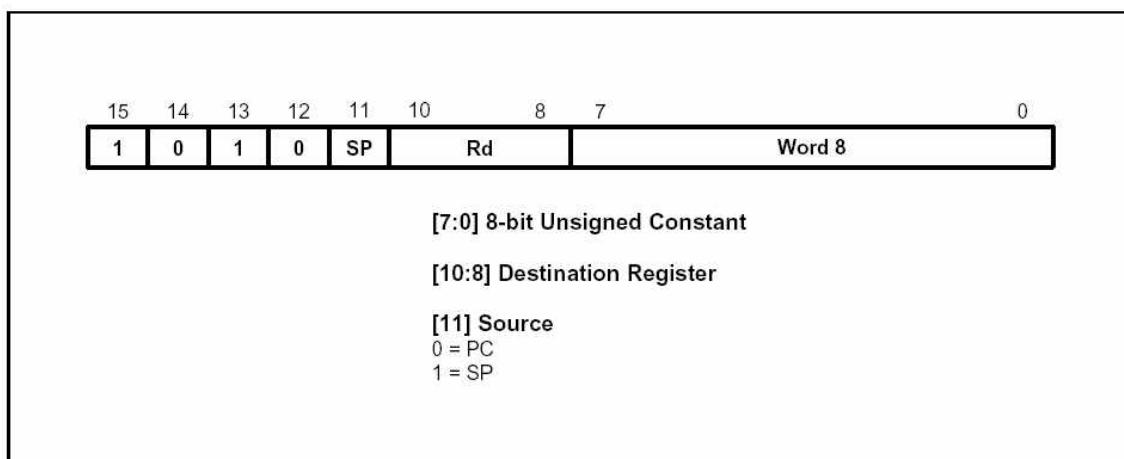 15 14 13 12 11 10 8 7 0
1 0 1 0 SP Rd Word 8
[7:0] 8-bit Unsigned Constant
[10:8] Destination Register
[11] Source
0 = PC
1 = SP